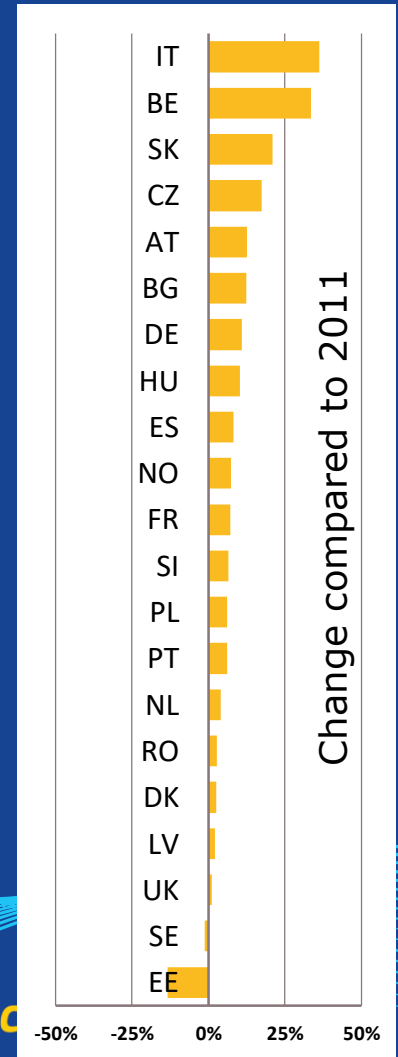 IT
BE
SK
CZ
AT
BG
DE
HU
ES
NO
FR
SI
PL
PT
NL
RO
DK
LV
UK
SE
EE
Change compared to 2011
-50% -25% 0% 25% 50%